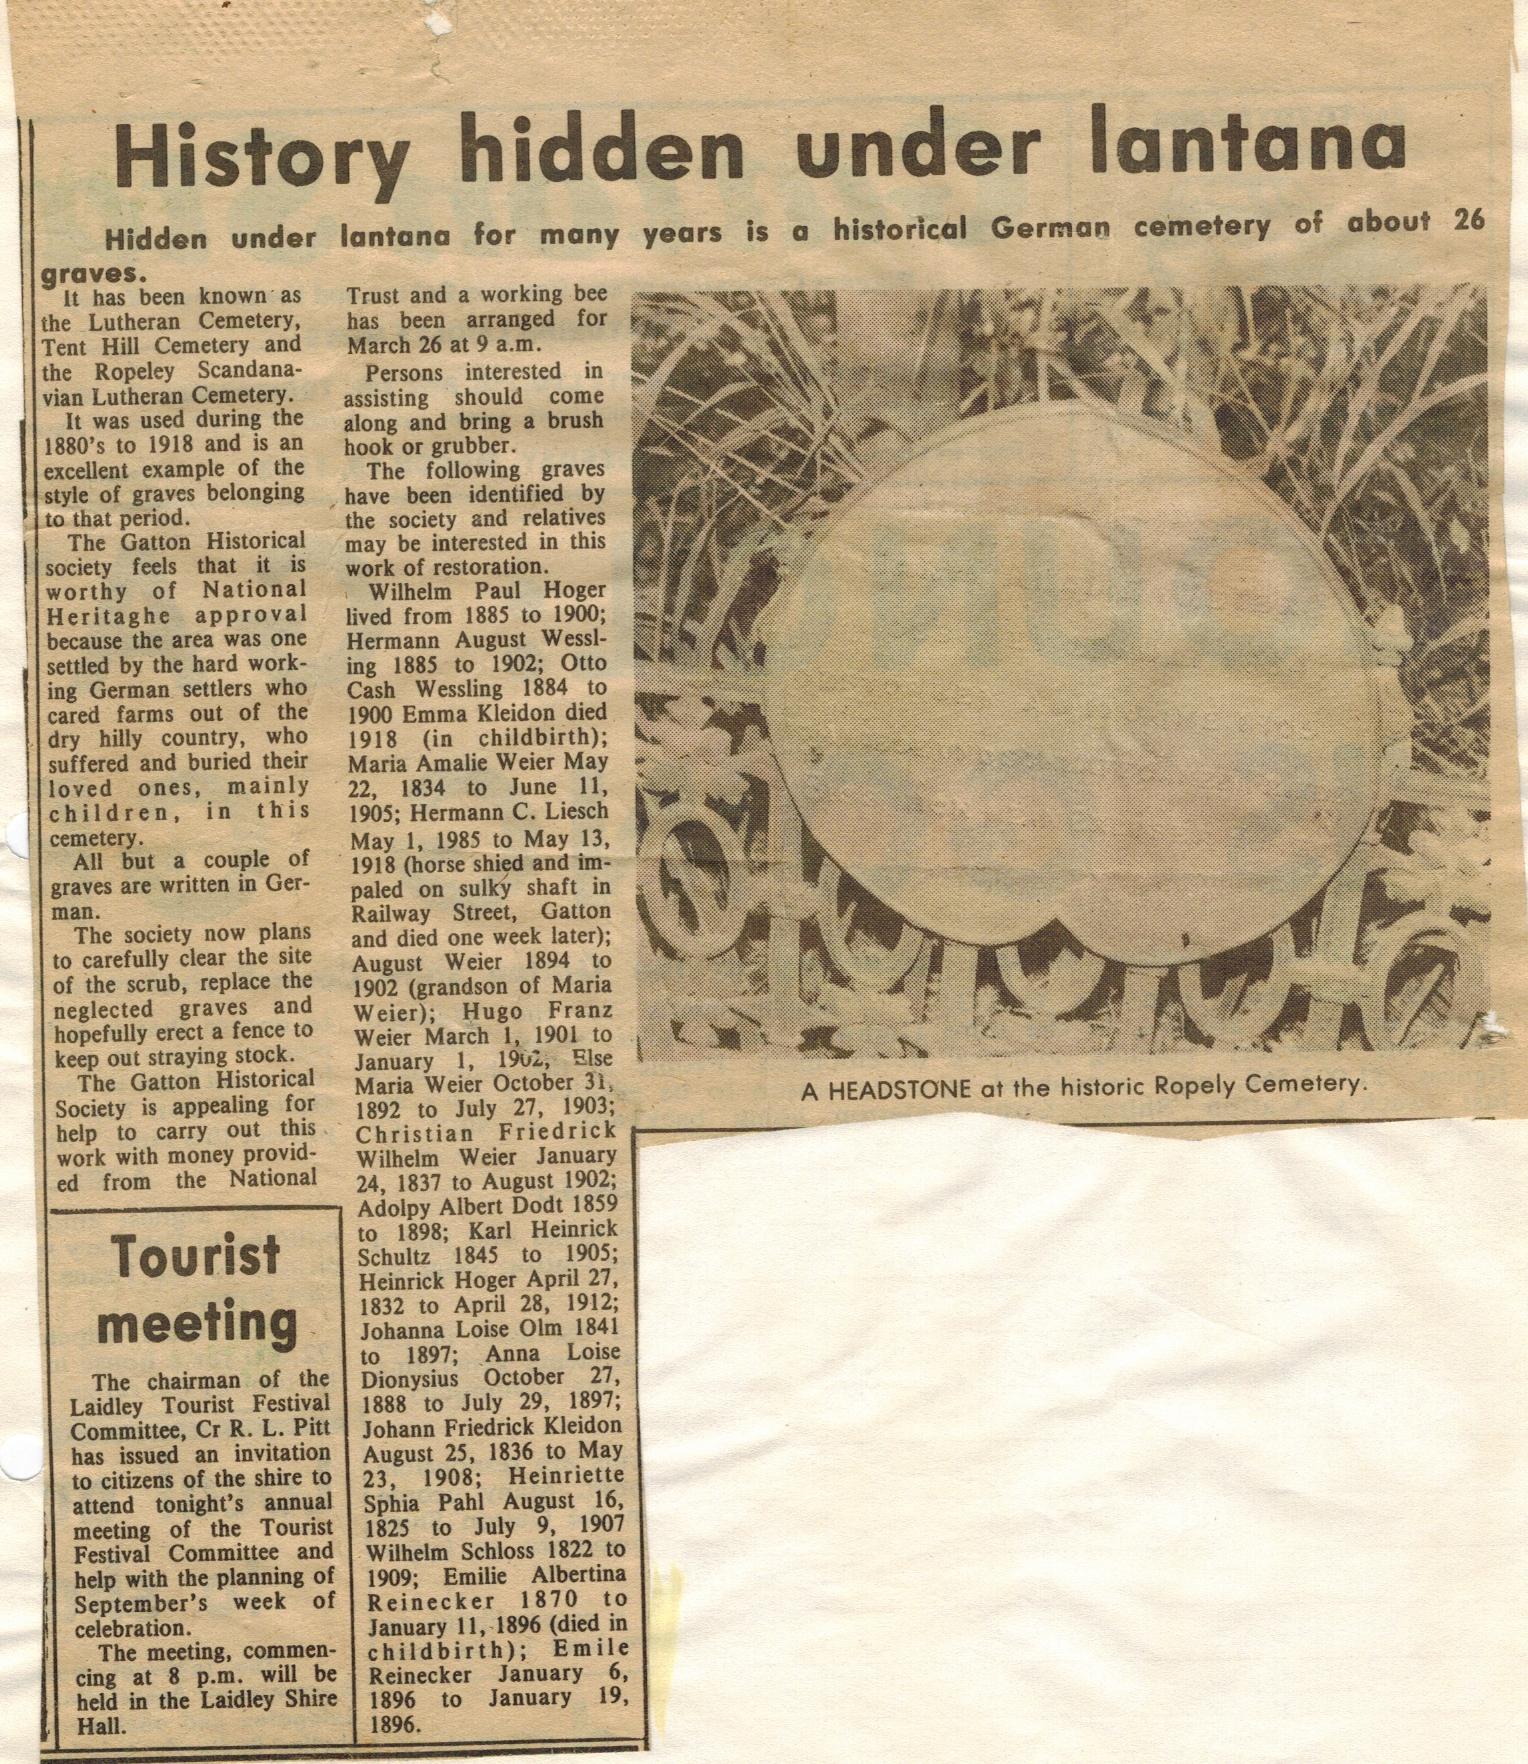 History hidden under lantana
Hidden under lantana for many years is a historical German cemetery of about 26
graves.
It has been known as
the Lutheran Cemetery,
Tent Hill Cemetery and
the Ropeley Scandana-
vian Lutheran Cemetery.
It was used during the
1880's to 1918 and is an
excellent example of the
style of graves belonging
to that period.
The Gatton Historical
society feels that it is
worthy of National
Heritaghe approval
because the area was one
settled by the hard work-
ing German settlers who
cared farms out of the
dry hilly country, who
suffered and buried their
loved ones, mainly
children, in this
cemetery.
All but a couple of
graves are written in Ger-
man.
The society now plans
to carefully clear the site
of the scrub, replace the
neglected graves and
hopefully erect a fence to
keep out straying stock.
The Gatton Historical
Society is appealing for
help to carry out this
work with money provid-
ed from the National
Trust and a working bee
has been arranged for
March 26 at 9 a.m.
Persons interested in
assisting should come
along and bring a brush
hook or grubber.
The following graves
have been identified by
the society and relatives
may be interested in this
work of restoration.
Wilhelm Paul Hoger
lived from 1885 to 1900;
Hermann August Wessl-
ing 1885 to 1902; Otto
Cash Wessling 1884 to
1900 Emma Kleidon died
1918 (in childbirth);
Maria Amalie Weier May
22, 1834 to June 11,
1905; Hermann C. Liesch
May 1, 1985 to May 13,
1918 (horse shied and im-
paled on sulky shaft in
Railway Street, Gatton
and died one week later);
August Weier 1894 to
1902 (grandson of Maria
Weier); Hugo Franz
Weier March 1, 1901 to
January 1, 1902, Else
Maria Weier October 31,
1892 to July 27, 1903;
Christian Friedrick
Wilhelm Weier January
24, 1837 to August 1902;
Adolpy Albert Dodt 1859
to 1898; Karl Heinrick
Schultz 1845 to 1905;
Heinrick Hoger April 27,
1832 to April 28, 1912;
Johanna Loise Olm 1841
to 1897; Anna Loise
Dionysius October 27,
1888 to July 29, 1897;
Johann Friedrick Kleidon
August 25, 1836 to May
23, 1908; Heinriette
Sphia Pahl August 16,
1825 to July 9, 1907
Wilhelm Schloss 1822 to
1909; Emilie Albertina
Reinecker 1870 to
January 11, 1896 (died in
childbirth); Emile
Reinecker January 6,
1896 to January 19,
1896.
A HEADSTONE at the historic Ropely Cemetery.
Tourist
meeting
The chairman of the
Laidley Tourist Festival
Committee, Cr R. L. Pitt
has issued an invitation
to citizens of the shire to
attend tonight's annual
meeting of the Tourist
Festival Committee and
help with the planning of
September's week of
celebration.
The meeting, commen-
cing at 8 p.m. will be
held in the Laidley Shire
Hall.